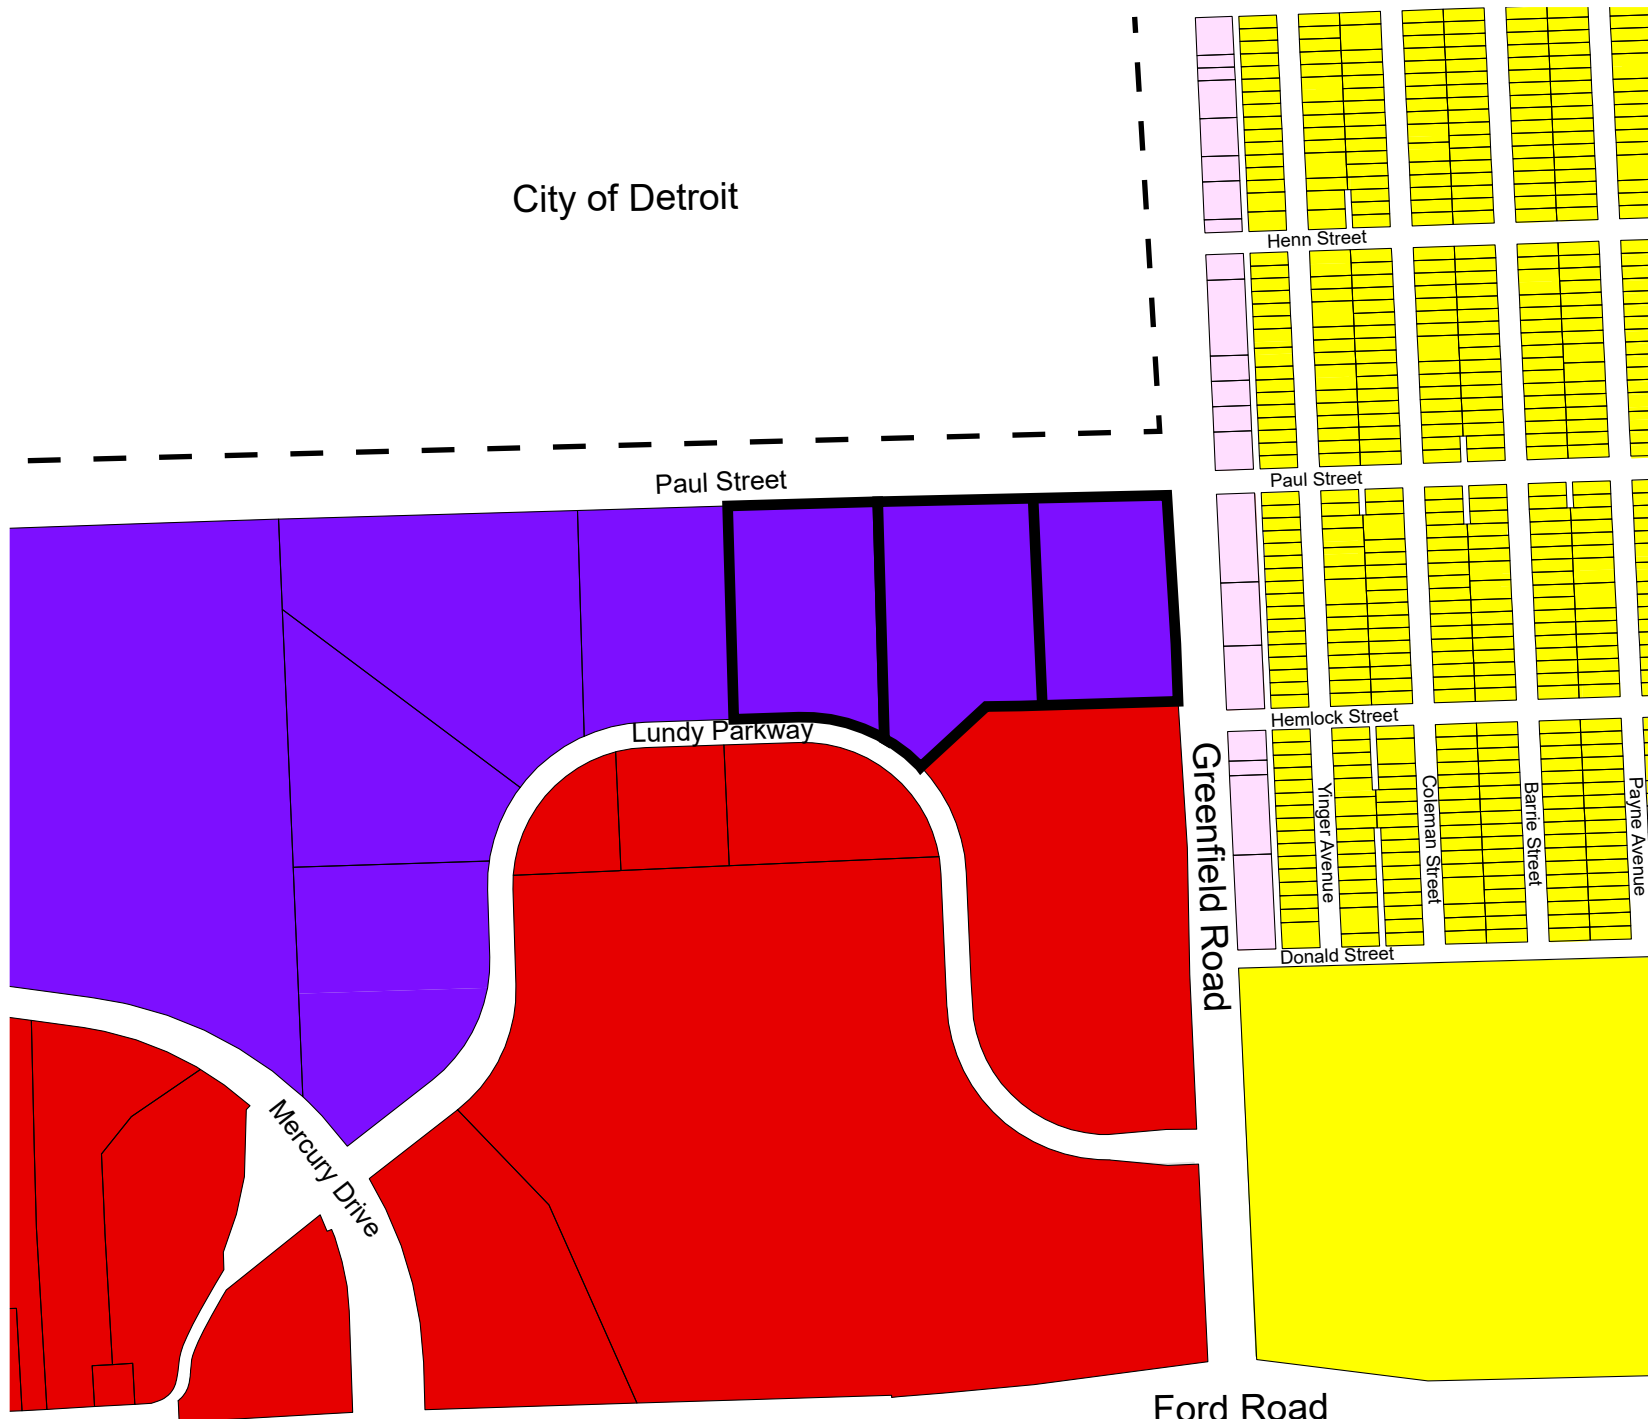 City of Detroit
Henn Street
Paul Street
Paul Street
Hemlock Street
Lundy Parkway
Greenfield Road
Yinger Avenue
Coleman Street
Barrie Street
Payne Avenue
Donald Street
Mercury Drive
Ford Road